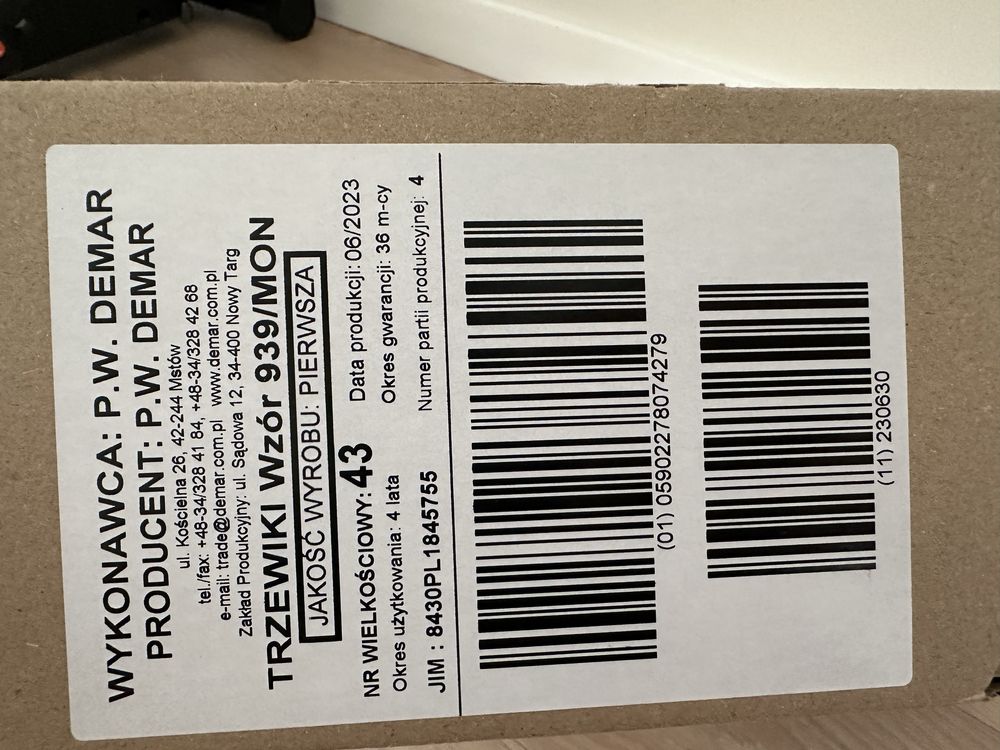 WYKONAWCA: P.W. DEMAR
PRODUCENT: P.W. DEMAR
ul. Kościelna 26, 42-244 Mstów
tel./fax: +48-34/328 41 84, +48-34/328 42 68
e-mail: trade@demar.com.pl www.demar.com.pl
Zakład Produkcyjny: ul. Sądowa 12, 34-400 Nowy Targ
TRZEWIKI Wzór 939/MON
JAKOŚĆ WYROBU: PIERWSZA
NR WIELKOŚCIOWY: 43 Data produkcji: 06/2023
Okres użytkowania: 4 lata Okres gwarancji: 36 m-cy
JIM : 8430PL1845755 Numer partii produkcyjnej: 4
(01) 05902278074279
(11) 230630